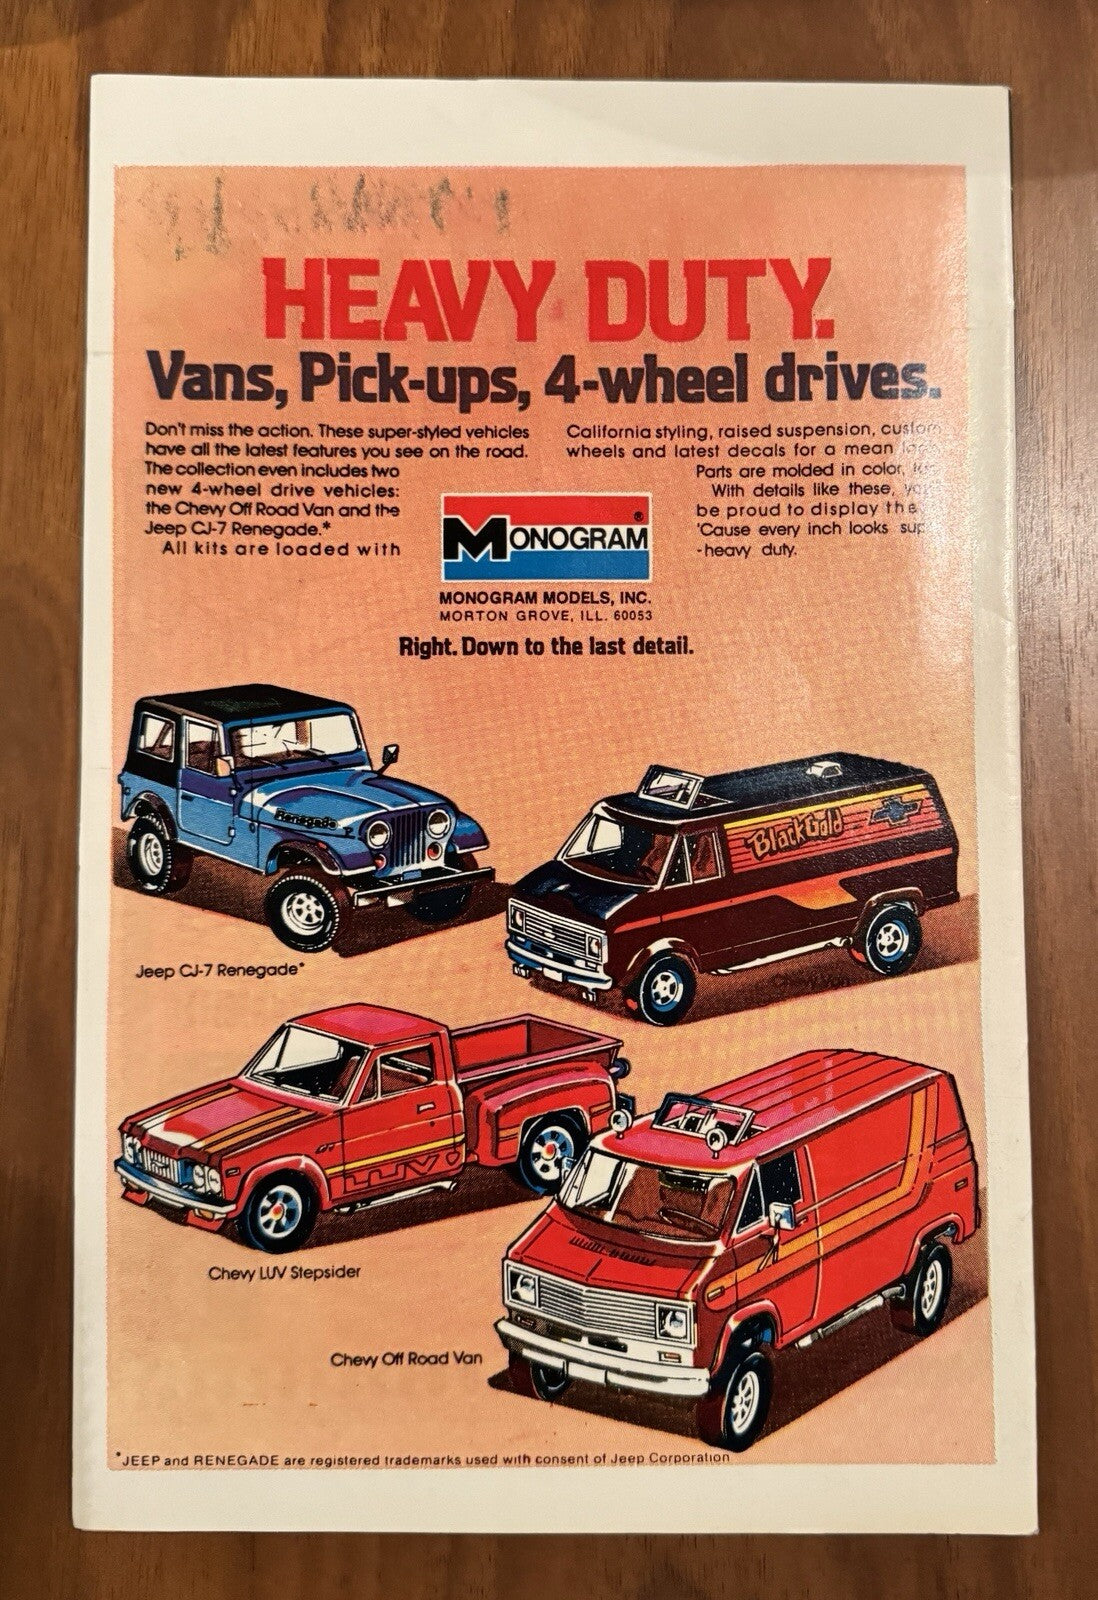 HEAVY DUTY.
Vans, Pick-ups, 4-wheel drives.
Don't miss the action. These super-styled vehicles
have all the latest features you see on the road.
The collection even includes two
new 4-wheel drive vehicles:
the Chevy Off Road Van and the
Jeep CJ-7 Renegade.*
All kits are loaded with
California styling, raised suspension, custom
wheels and latest decals for a mean
Parts are molded in color,
With details like these,
be proud to display
'Cause every inch looks
-heavy duty.
MONOGRAM®
MONOGRAM MODELS, INC.
MORTON GROVE, ILL. 60053
Right. Down to the last detail.
Renegade
BlackGold
Jeep CJ-7 Renegade*
LUV
Chevy LUV Stepsider
Chevy Off Road Van
*JEEP and RENEGADE are registered trademarks used with consent of Jeep Corporation